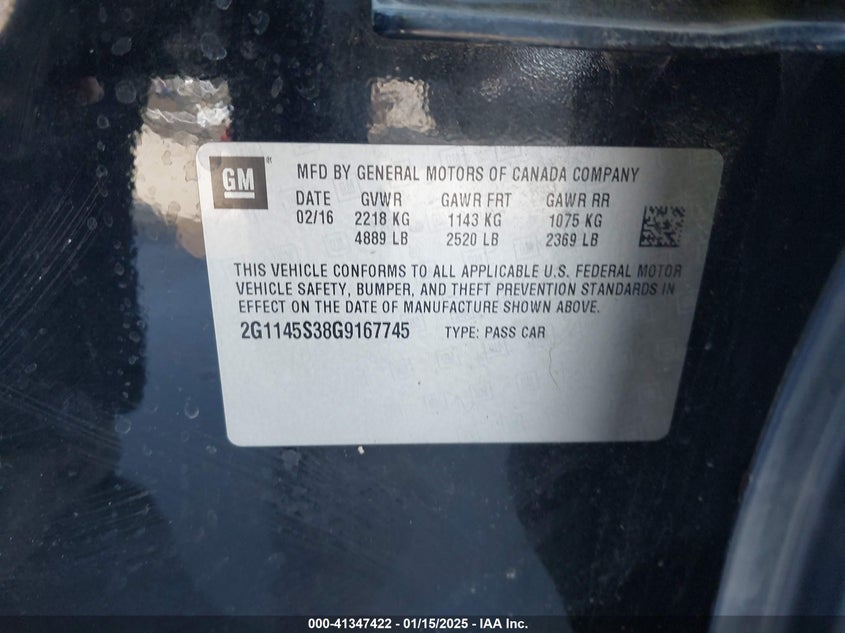 GM
MFD BY GENERAL MOTORS OF CANADA COMPANY
DATE GVWR GAWR FRT GAWR RR
02/16 2218 KG 1143 KG 1075 KG
4889 LB 2520 LB 2369 LB
THIS VEHICLE CONFORMS TO ALL APPLICABLE U.S. FEDERAL MOTOR
VEHICLE SAFETY, BUMPER, AND THEFT PREVENTION STANDARDS IN
EFFECT ON THE DATE OF MANUFACTURE SHOWN ABOVE.
2G1145S38G9167745 TYPE: PASS CAR
000-41347422 - 01/15/2025 - IAA Inc.